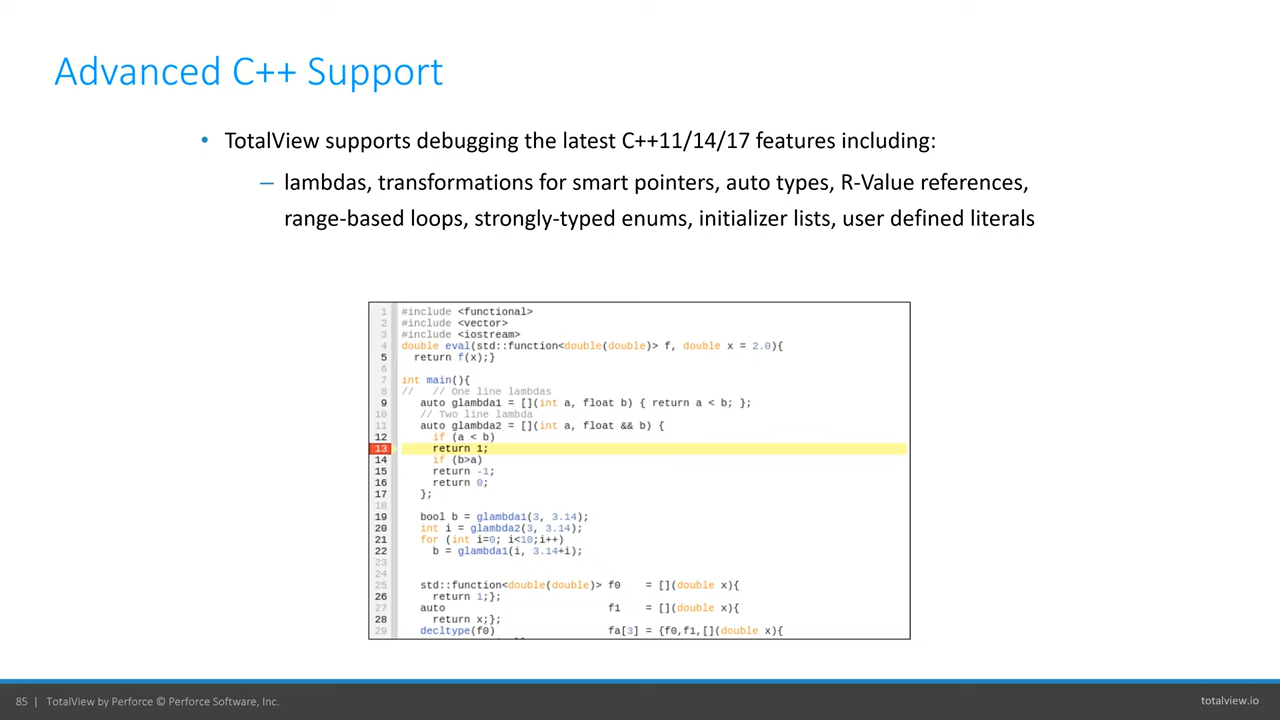 Advanced C++ Support
• TotalView supports debugging the latest C++11/14/17 features including:
– lambdas, transformations for smart pointers, auto types, R-Value references,
range-based loops, strongly-typed enums, initializer lists, user defined literals
1 #include <functional>
2 #include <vector>
3 #include <iostream>
4 double eval(std::function<double(double)> f, double x = 2.0){
5   return f(x);}
6
7 int main(){
8 //   // One line lambdas
9    auto glambda1 = [](int a, float b) { return a < b; };
10    // Two line lambda
11    auto glambda2 = [](int a, float && b) {
12      if (a < b)
13      return 1;
14      if (b>a)
15      return -1;
16      return 0;
17    };
18
19    bool b = glambda1(3, 3.14);
20    int i = glambda2(3, 3.14);
21    for (int i=0; i<10;i++)
22      b = glambda1(i, 3.14+i);
23
24
25    std::function<double(double)> f0    = [](double x){
26      return 1;};
27    auto                          f1    = [](double x){
28      return x;};
29    decltype(f0)                  fa[3] = {f0,f1,[](double x){
85 | TotalView by Perforce © Perforce Software, Inc.
totalview.io